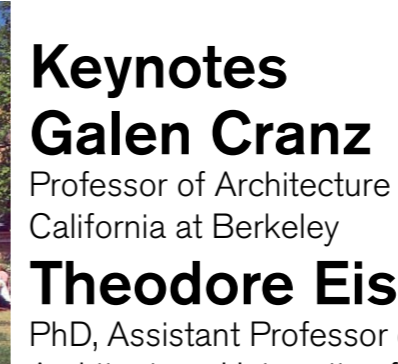 Keynotes
Galen Cranz
Professor of Architecture
California at Berkeley
Theodore Eis
PhD, Assistant Professor